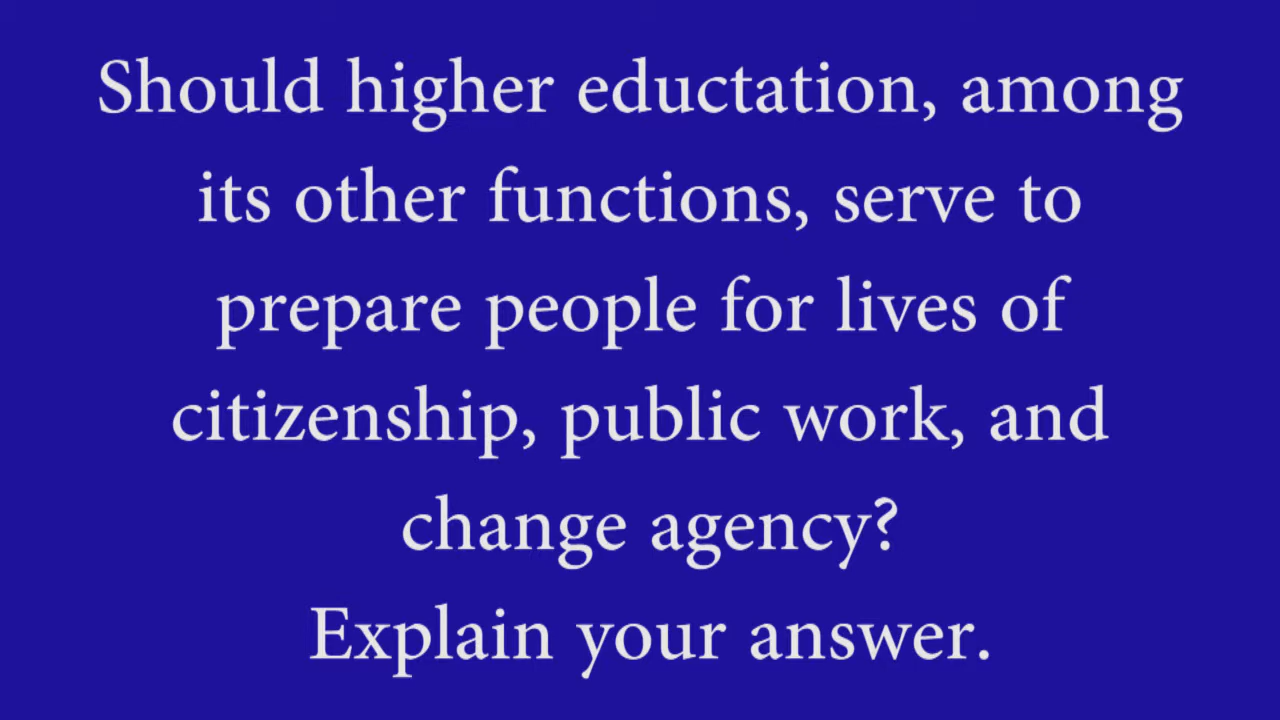 Should higher eductation, among
its other functions, serve to
prepare people for lives of
citizenship, public work, and
change agency?
Explain your answer.